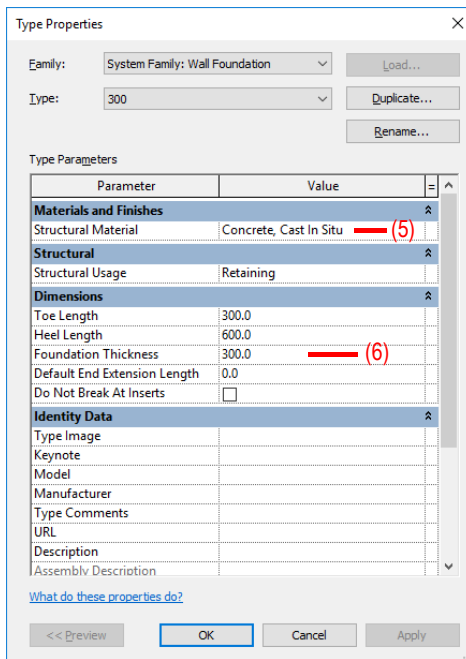 Type Properties
Family: System Family: Wall Foundation Load...
Type: 300 Duplicate...
Rename...
Type Parameters
Parameter Value =
Materials and Finishes
Structural Material Concrete, Cast In Situ (5)
Structural
Structural Usage Retaining
Dimensions
Toe Length 300.0
Heel Length 600.0
Foundation Thickness 300.0 (6)
Default End Extension Length 0.0
Do Not Break At Inserts
Identity Data
Type Image
Keynote
Model
Manufacturer
Type Comments
URL
Description
Assembly Description
What do these properties do?
<< Preview OK Cancel Apply